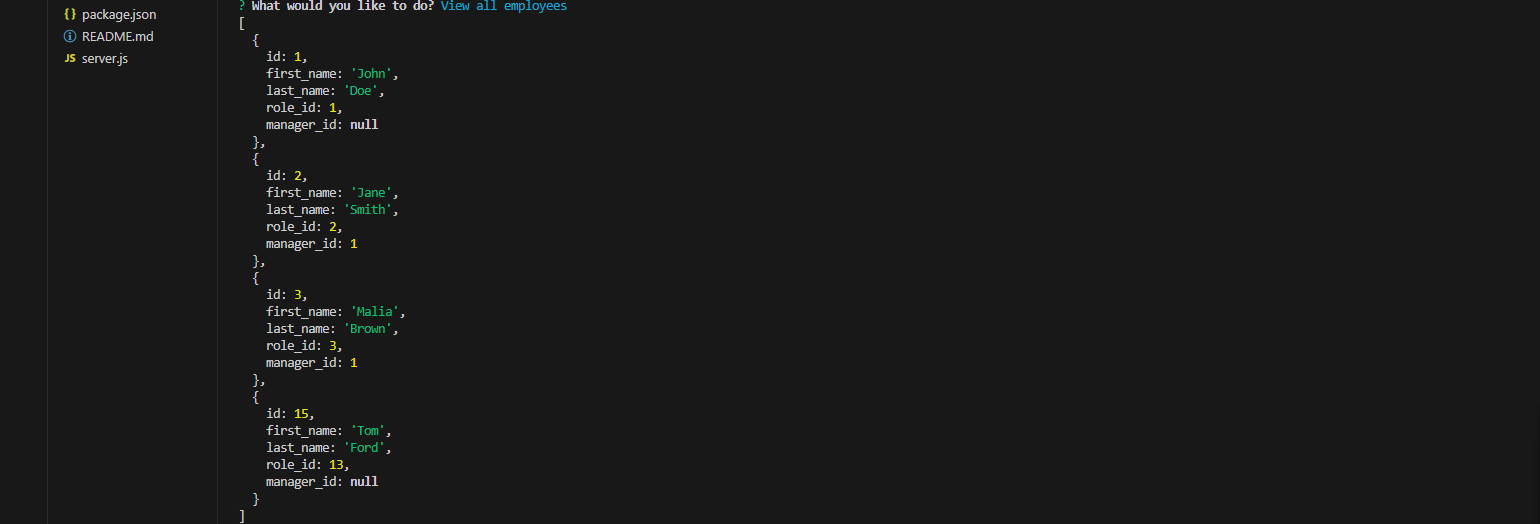 package.json
README.md
JS server.js
? What would you like to do? View all employees
[
  {
    id: 1,
    first_name: 'John',
    last_name: 'Doe',
    role_id: 1,
    manager_id: null
  },
  {
    id: 2,
    first_name: 'Jane',
    last_name: 'Smith',
    role_id: 2,
    manager_id: 1
  },
  {
    id: 3,
    first_name: 'Malia',
    last_name: 'Brown',
    role_id: 3,
    manager_id: 1
  },
  {
    id: 15,
    first_name: 'Tom',
    last_name: 'Ford',
    role_id: 13,
    manager_id: null
  }
]